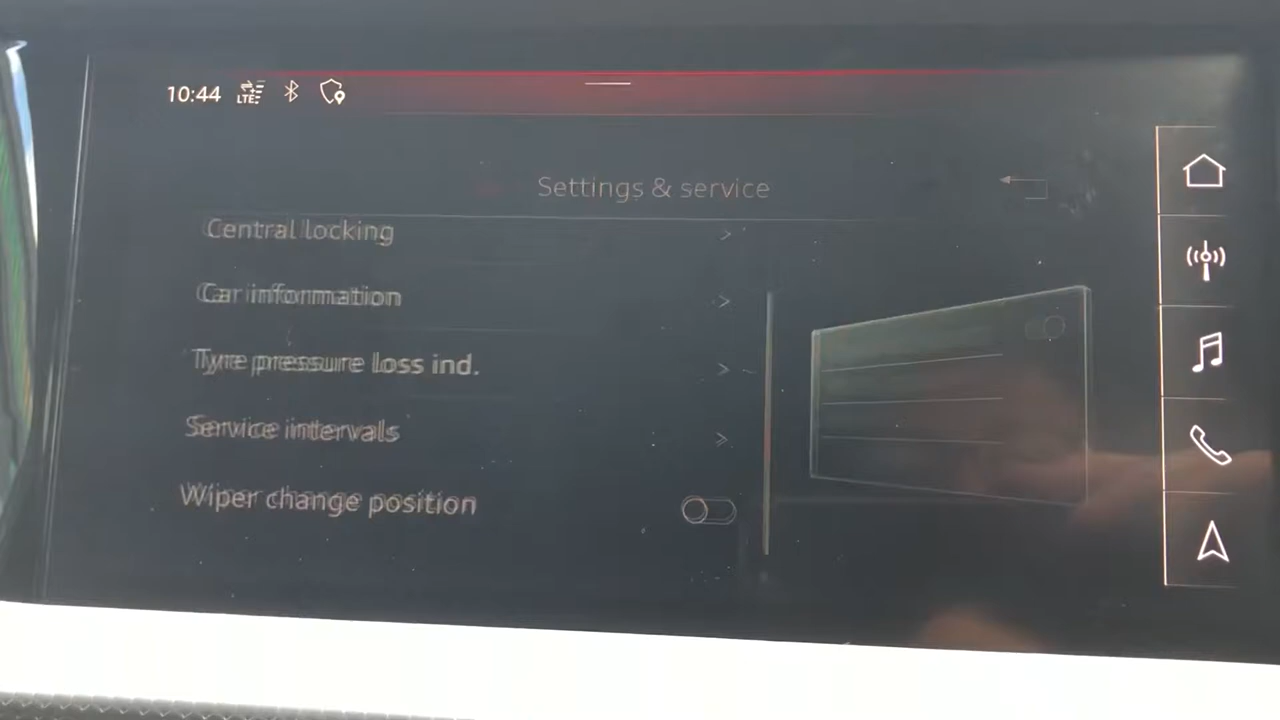 10:44
LTE
Settings & service
Central locking
Car information
Tyre pressure loss ind.
Service intervals
Wiper change position